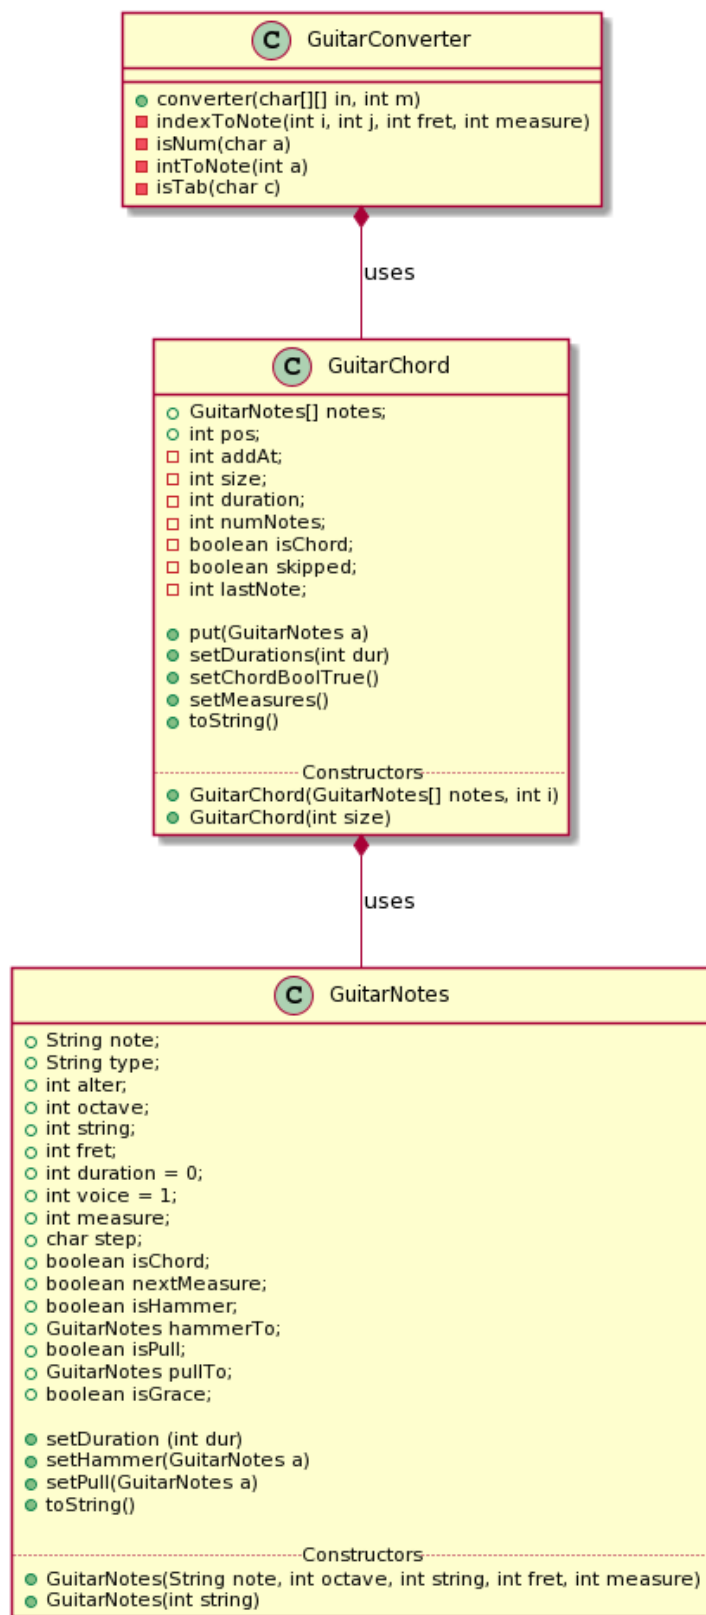 C GuitarConverter
converter(char[][] in, int m)
indexToNote(int i, int j, int fret, int measure)
isNum(char a)
intToNote(int a)
isTab(char c)
uses
C GuitarChord
GuitarNotes[] notes;
int pos;
int addAt;
int size;
int duration;
int numNotes;
boolean isChord;
boolean skipped;
int lastNote;
put(GuitarNotes a)
setDurations(int dur)
setChordBoolTrue()
setMeasures()
toString()
Constructors
GuitarChord(GuitarNotes[] notes, int i)
GuitarChord(int size)
uses
C GuitarNotes
String note;
String type;
int alter;
int octave;
int string;
int fret;
int duration = 0;
int voice = 1;
int measure;
char step;
boolean isChord;
boolean nextMeasure;
boolean isHammer;
GuitarNotes hammerTo;
boolean isPull;
GuitarNotes pullTo;
boolean isGrace;
setDuration (int dur)
setHammer(GuitarNotes a)
setPull(GuitarNotes a)
toString()
Constructors
GuitarNotes(String note, int octave, int string, int fret, int measure)
GuitarNotes(int string)